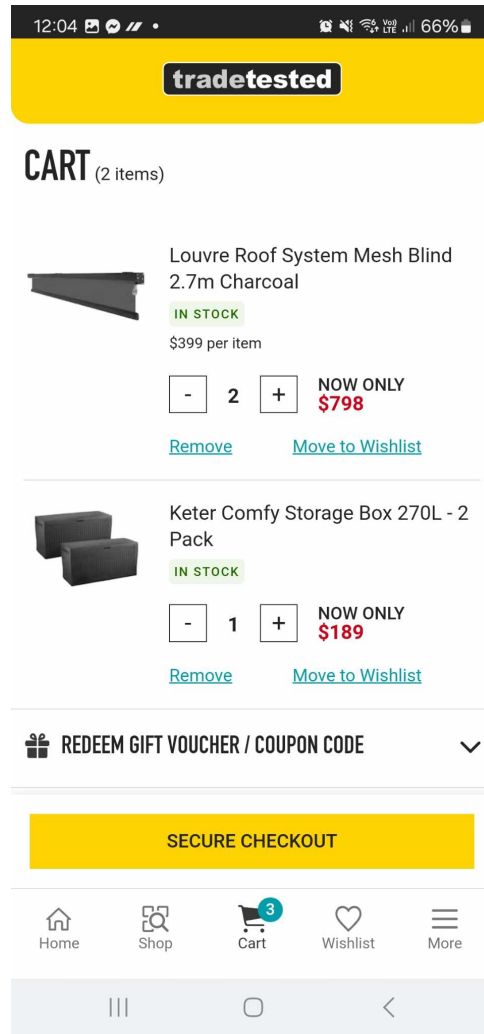 12:04
Voo)
LTE
66%
tradetested
CART (2 items)
Louvre Roof System Mesh Blind
2.7m Charcoal
IN STOCK
$399 per item
- 2 +
NOW ONLY
$798
Remove
Move to Wishlist
Keter Comfy Storage Box 270L - 2
Pack
IN STOCK
- 1 +
NOW ONLY
$189
Remove
Move to Wishlist
REDEEM GIFT VOUCHER / COUPON CODE
SECURE CHECKOUT
3
Home
Shop
Cart
Wishlist
More